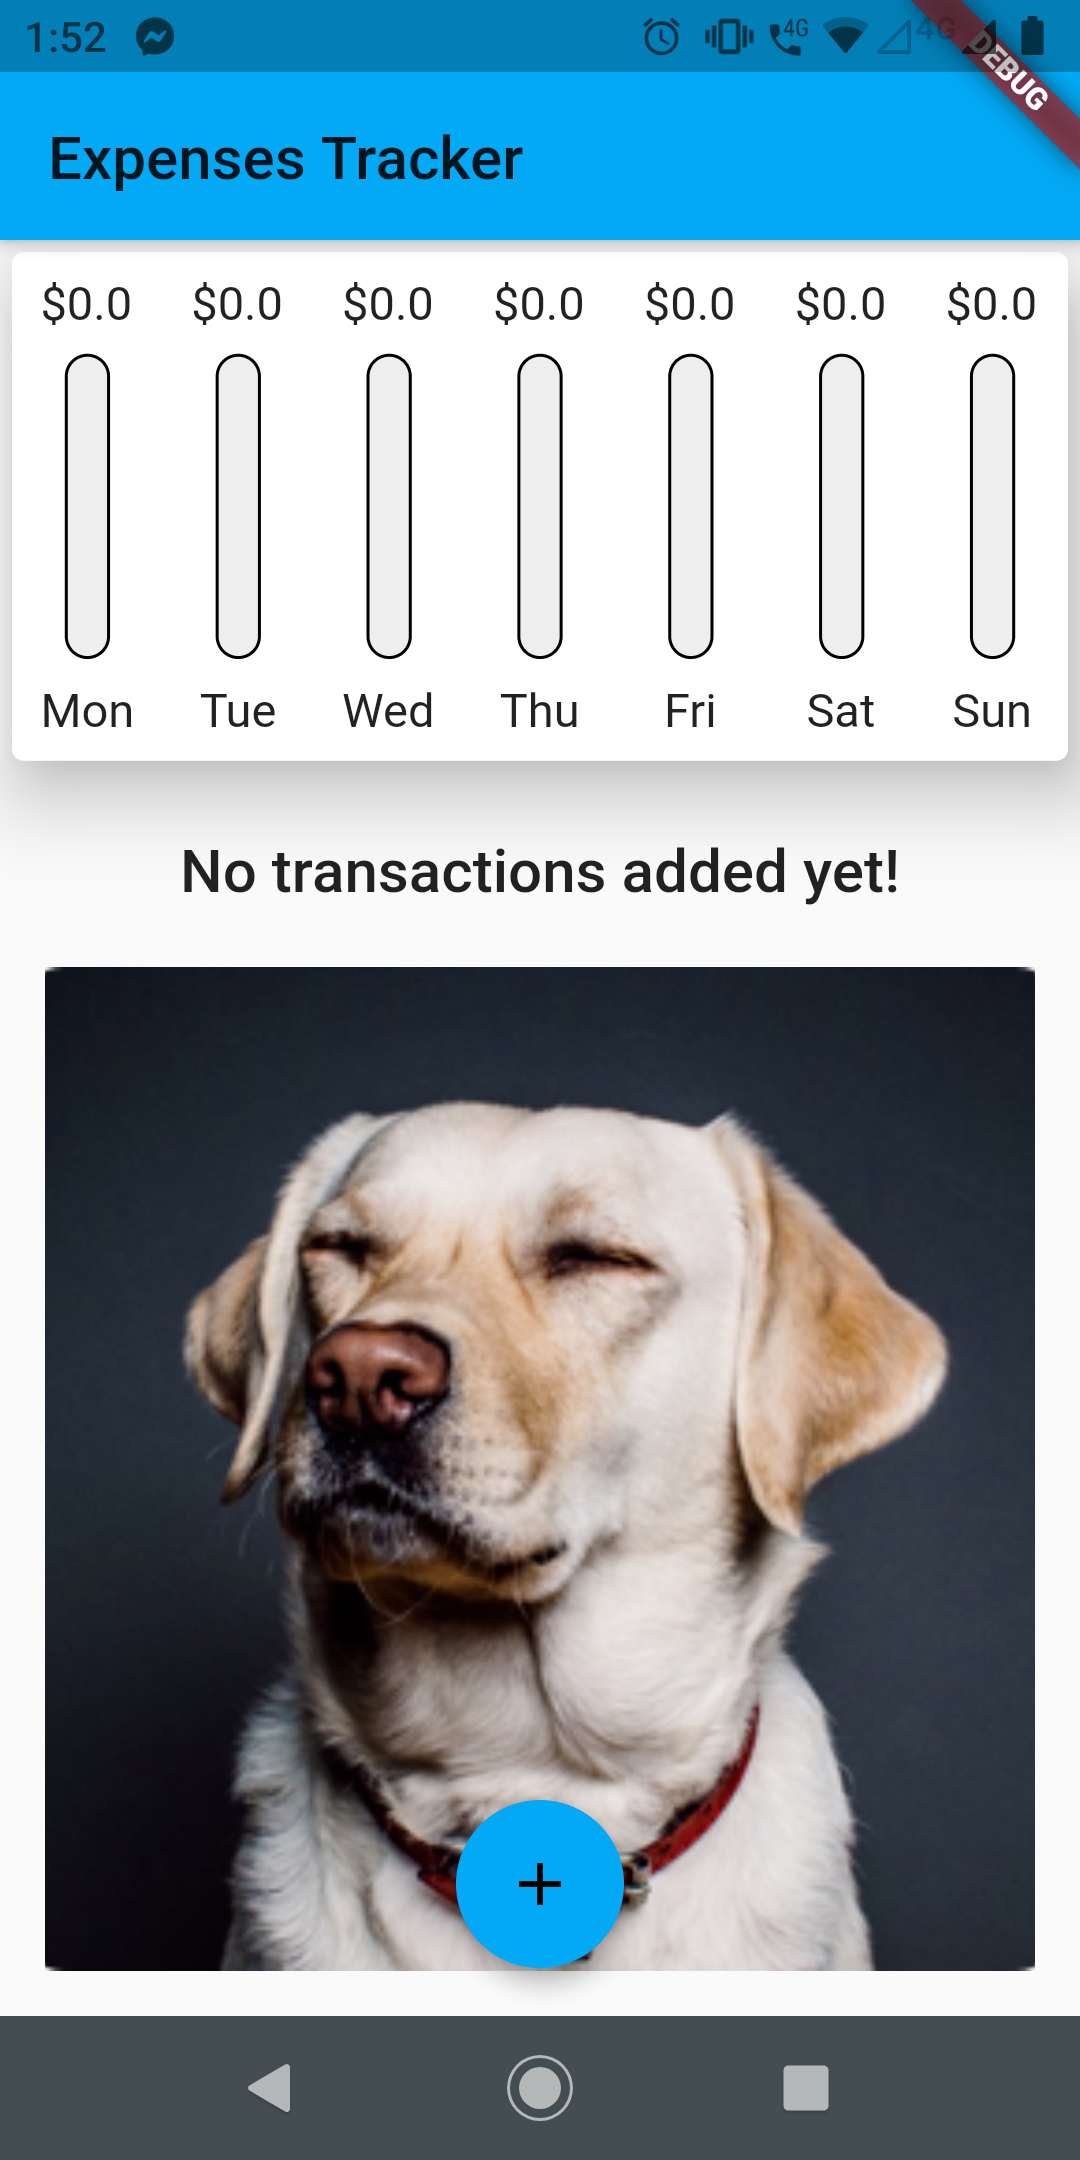 1:52 4G 4G
DEBUG
Expenses Tracker
$0.0 $0.0 $0.0 $0.0 $0.0 $0.0 $0.0
Mon Tue Wed Thu Fri Sat Sun
No transactions added yet!
+